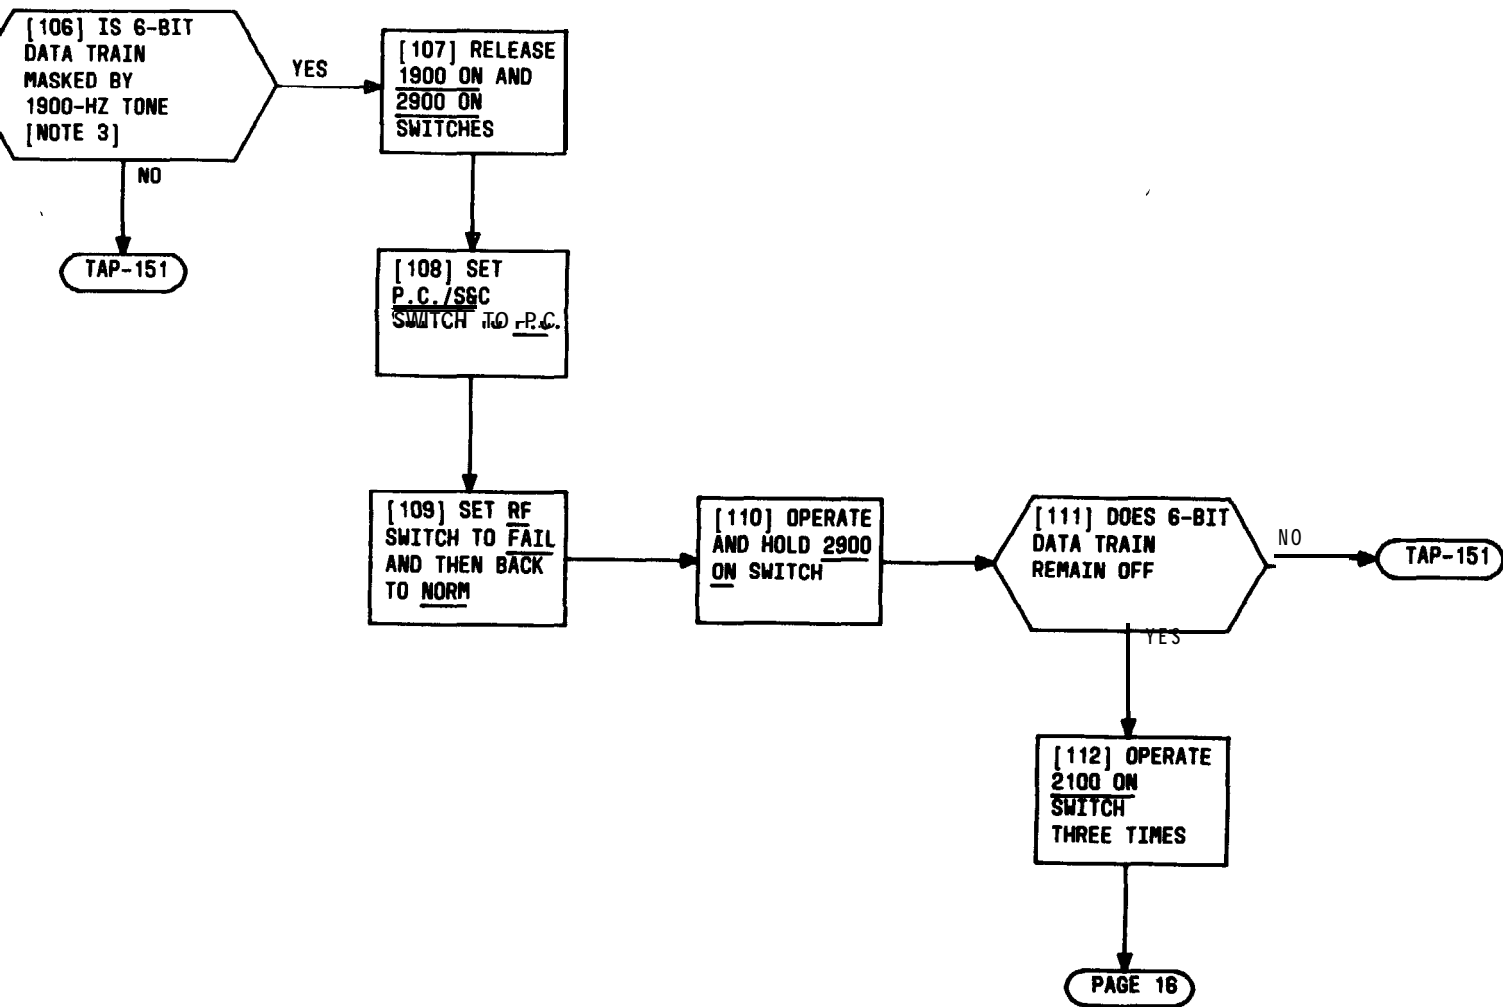 [106] IS 6-BIT
DATA TRAIN
MASKED BY
1900-HZ TONE
[NOTE 3]
YES
NO
TAP-151
[107] RELEASE
1900 ON AND
2900 ON
SWITCHES
[108] SET
P.C./S&C
SWITCH TO P.C.
[109] SET RF
SWITCH TO FAIL
AND THEN BACK
TO NORM
[110] OPERATE
AND HOLD 2900
ON SWITCH
[111] DOES 6-BIT
DATA TRAIN
REMAIN OFF
NO
TAP-151
YES
[112] OPERATE
2100 ON
SWITCH
THREE TIMES
PAGE 16